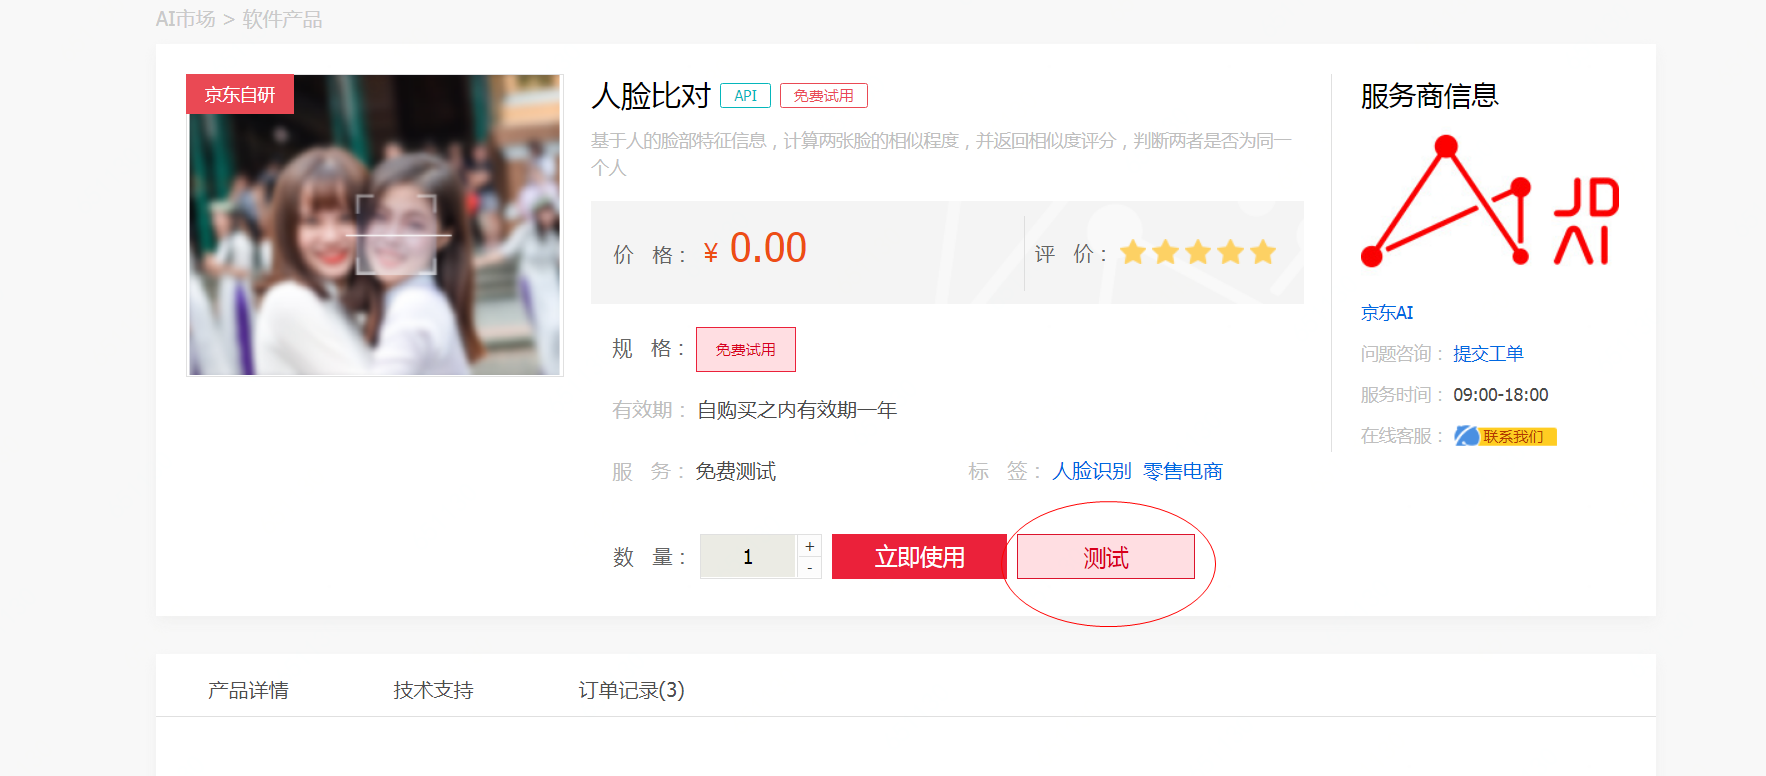 AI市场 > 软件产品
京东自研
人脸比对 API 免费试用
基于人的脸部特征信息，计算两张脸的相似程度，并返回相似度评分，判断两者是否为同一
个人
价 格： ¥ 0.00 评 价：
规 格： 免费试用
有效期： 自购买之内有效期一年
服 务： 免费测试 标 签： 人脸识别 零售电商
数 量： 1 + - 立即使用 测试
服务商信息
JD
AI
京东AI
问题咨询： 提交工单
服务时间： 09:00-18:00
在线客服： 联系我们
产品详情 技术支持 订单记录(3)